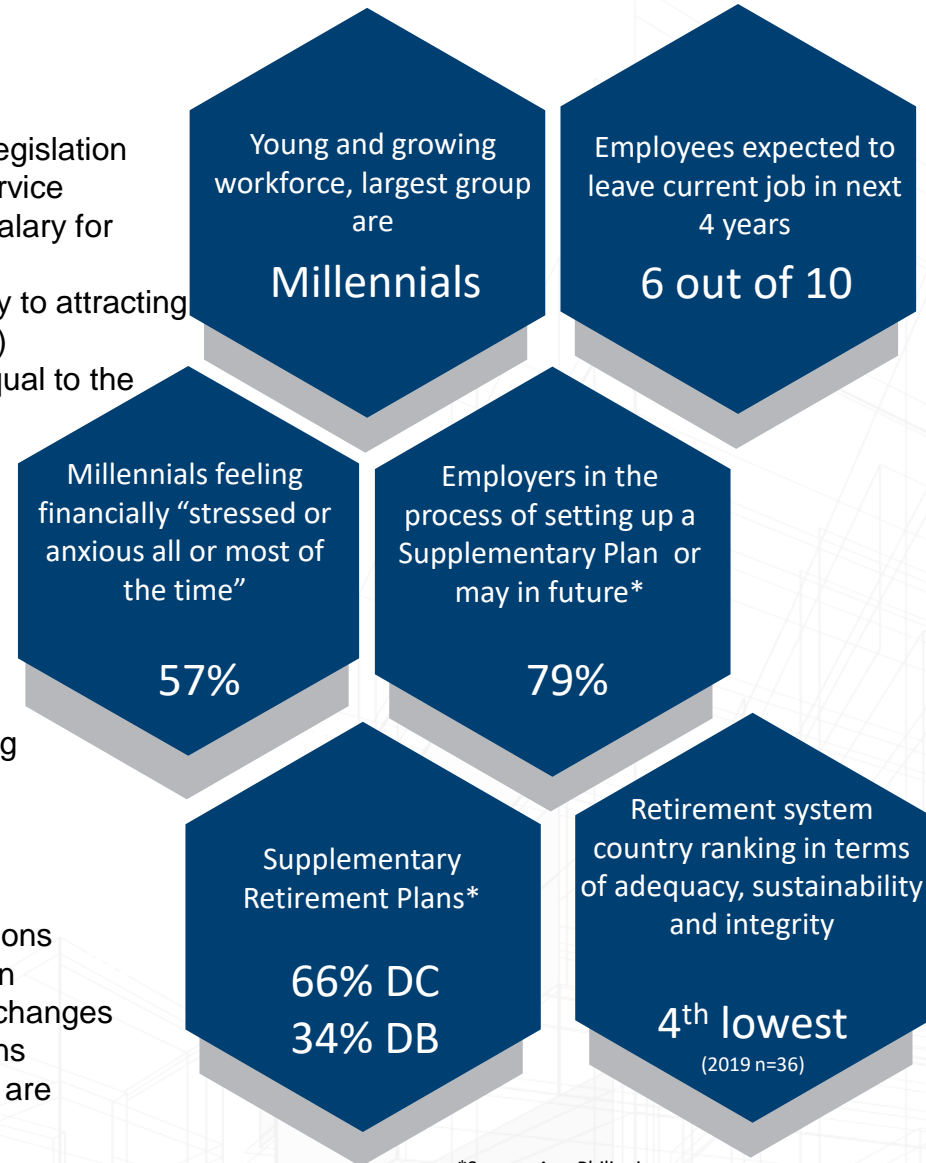 egislation
rvice
alary for
y to attracting
)
qual to the
g
ons
n
changes
ns
are
Young and growing
workforce, largest group
are
Millennials
Employees expected to
leave current job in next
4 years
6 out of 10
Millennials feeling
financially “stressed or
anxious all or most of
the time”
57%
Employers in the
process of setting up a
Supplementary Plan or
may in future*
79%
Supplementary
Retirement Plans*
66% DC
34% DB
Retirement system
country ranking in terms
of adequacy, sustainability
and integrity
4th lowest
(2019 n=36)